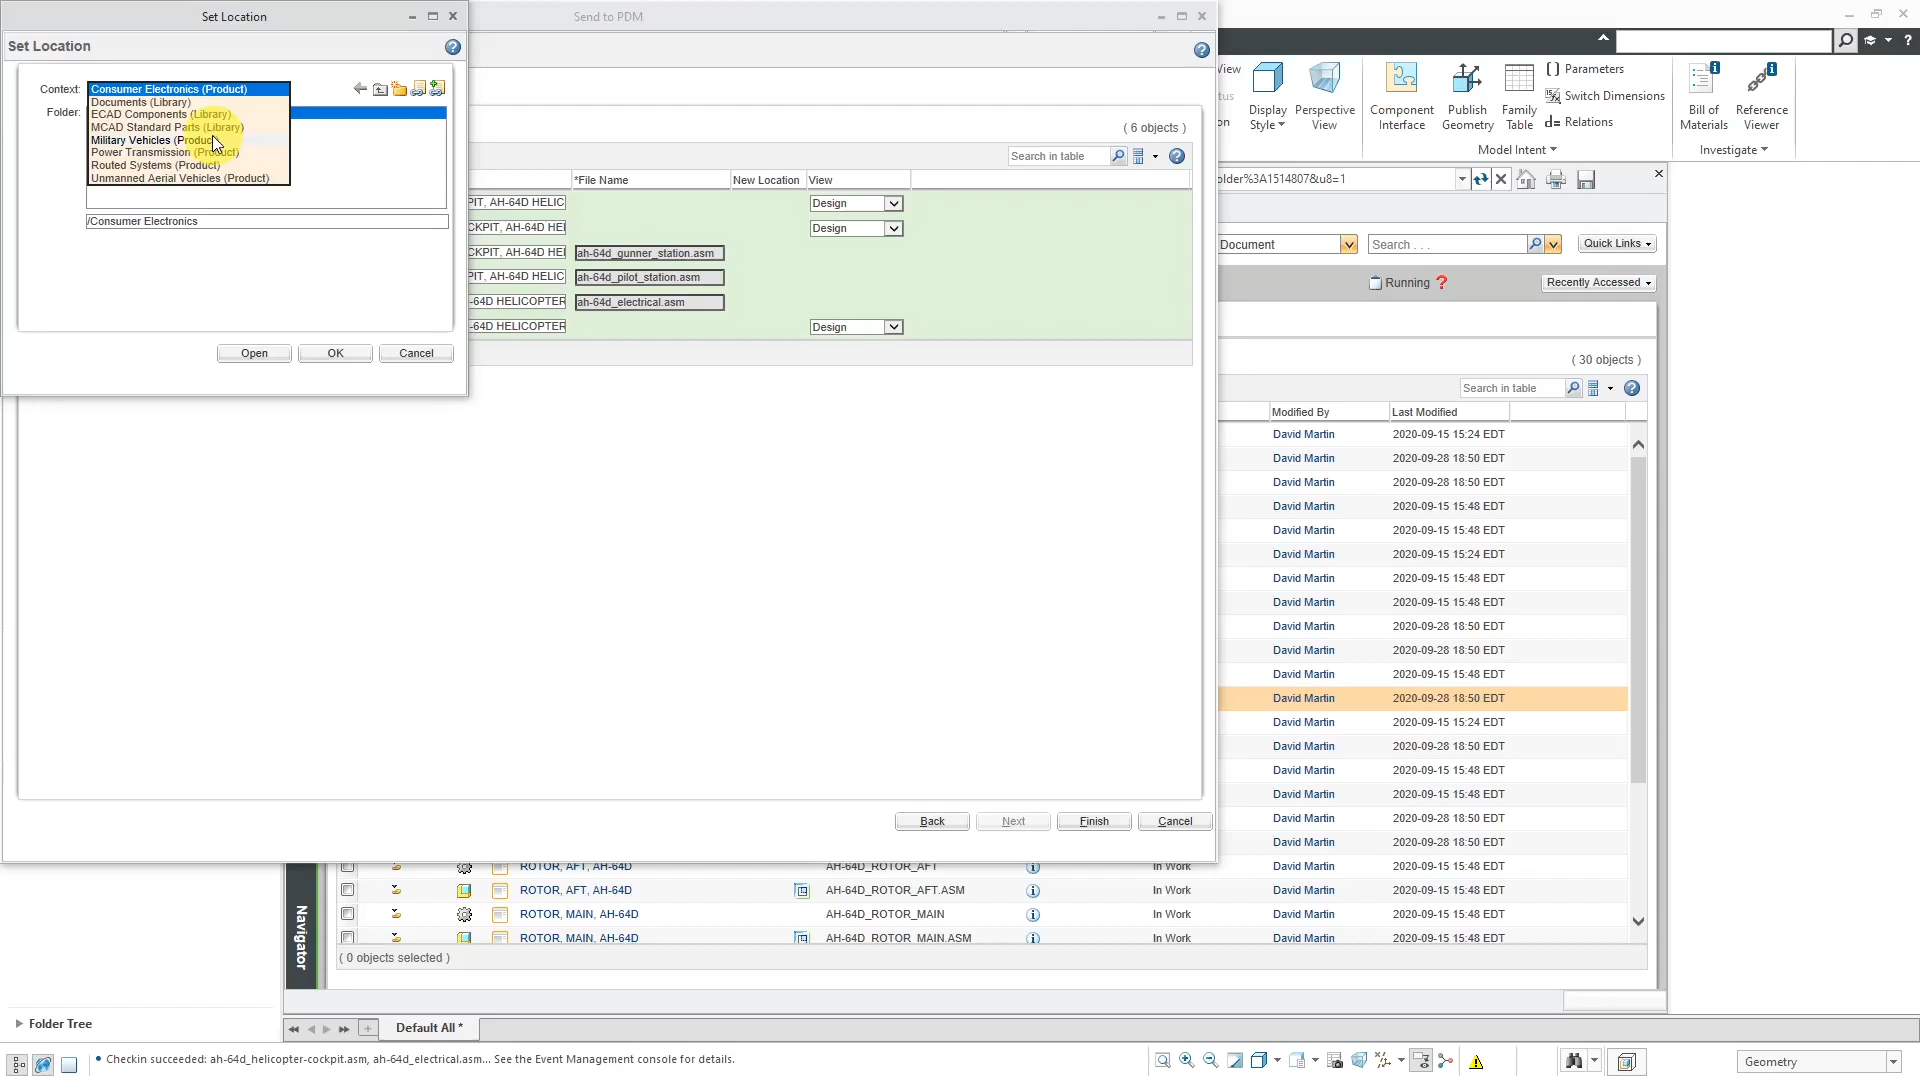 Set Location
Send to PDM
Set Location
Context:
Consumer Electronics (Product)
Documents (Library)
ECAD Components (Library)
MCAD Standard Parts (Library)
Military Vehicles (Product)
Power Transmission (Product)
Routed Systems (Product)
Unmanned Aerial Vehicles (Product)
Folder:
/Consumer Electronics
Open
OK
Cancel
( 6 objects )
Search in table
*File Name
New Location
View
PIT, AH-64D HELIC
Design
CKPIT, AH-64D HEI
Design
CKPIT, AH-64D HEI
ah-64d_gunner_station.asm
PIT, AH-64D HELIC
ah-64d_pilot_station.asm
-64D HELICOPTER
ah-64d_electrical.asm
-64D HELICOPTER
Design
Back
Next
Finish
Cancel
View
tus
on
Display Style
Perspective View
Component Interface
Publish Geometry
Family Table
Parameters
Switch Dimensions
d= Relations
Model Intent
Bill of Materials
Reference Viewer
Investigate
older%3A1514807&u8=1
Document
Search . . .
Quick Links
Running
Recently Accessed
( 30 objects )
Search in table
Modified By
Last Modified
David Martin 2020-09-15 15:24 EDT
David Martin 2020-09-28 18:50 EDT
David Martin 2020-09-28 18:50 EDT
David Martin 2020-09-15 15:48 EDT
David Martin 2020-09-15 15:48 EDT
David Martin 2020-09-15 15:24 EDT
David Martin 2020-09-15 15:48 EDT
David Martin 2020-09-15 15:48 EDT
David Martin 2020-09-28 18:50 EDT
David Martin 2020-09-28 18:50 EDT
David Martin 2020-09-15 15:48 EDT
David Martin 2020-09-28 18:50 EDT
David Martin 2020-09-15 15:24 EDT
David Martin 2020-09-28 18:50 EDT
David Martin 2020-09-15 15:48 EDT
David Martin 2020-09-15 15:48 EDT
David Martin 2020-09-28 18:50 EDT
David Martin 2020-09-28 18:50 EDT
ROTOR, AFT, AH-64D AH-64D_ROTOR_AFT In Work David Martin 2020-09-15 15:48 EDT
ROTOR, AFT, AH-64D AH-64D_ROTOR_AFT.ASM In Work David Martin 2020-09-15 15:48 EDT
ROTOR, MAIN, AH-64D AH-64D_ROTOR_MAIN In Work David Martin 2020-09-15 15:48 EDT
ROTOR, MAIN, AH-64D AH-64D_ROTOR_MAIN.ASM In Work David Martin 2020-09-15 15:48 EDT
( 0 objects selected )
Navigator
Folder Tree
Default All *
Checkin succeeded: ah-64d_helicopter-cockpit.asm, ah-64d_electrical.asm... See the Event Management console for details.
Geometry